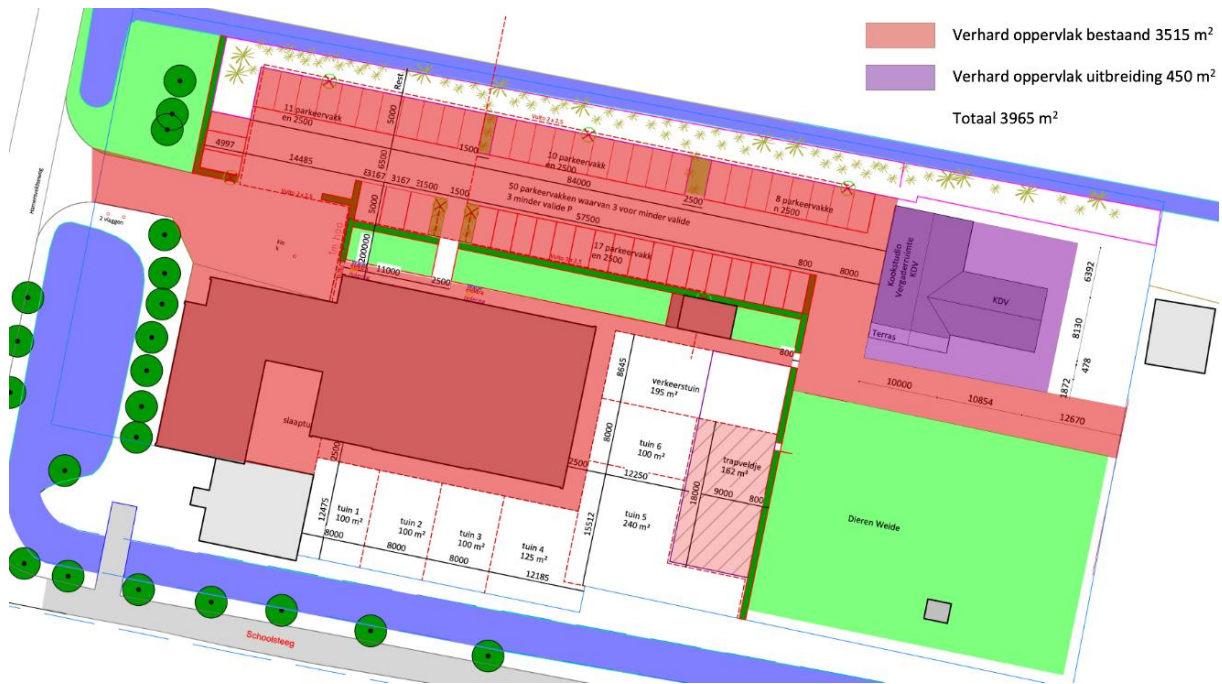 Verhard oppervlak bestaand 3515 m²
Verhard oppervlak uitbreiding 450 m²
Totaal 3965 m²
Rest
5000
11 parkeervakk
en 2500
1500
10 parkeervakk
en 2500
84000
2500
8 parkeervakke
n 2500
4997
14485
6500
3167
3167
1500
1500
50 parkeervakken waarvan 3 voor minder valide
3 minder valide P
57500
5000
17 parkeervakk
en 2500
800
8000
2 vlaggen
200000
11000
2500
Kookstudio
Vergaderruimte
KDV
KDV
Terras
6392
8130
478
1872
10000
10854
12670
800
8645
verkeerstuin
195 m²
8000
tuin 6
100 m²
trapveldje
162 m²
slaaptu
2500
2500
12250
18000
9000
800
12475
tuin 1
100 m²
tuin 2
100 m²
tuin 3
100 m²
tuin 4
125 m²
15512
tuin 5
240 m²
8000
8000
8000
12185
Dieren Weide
Schoolsteeg